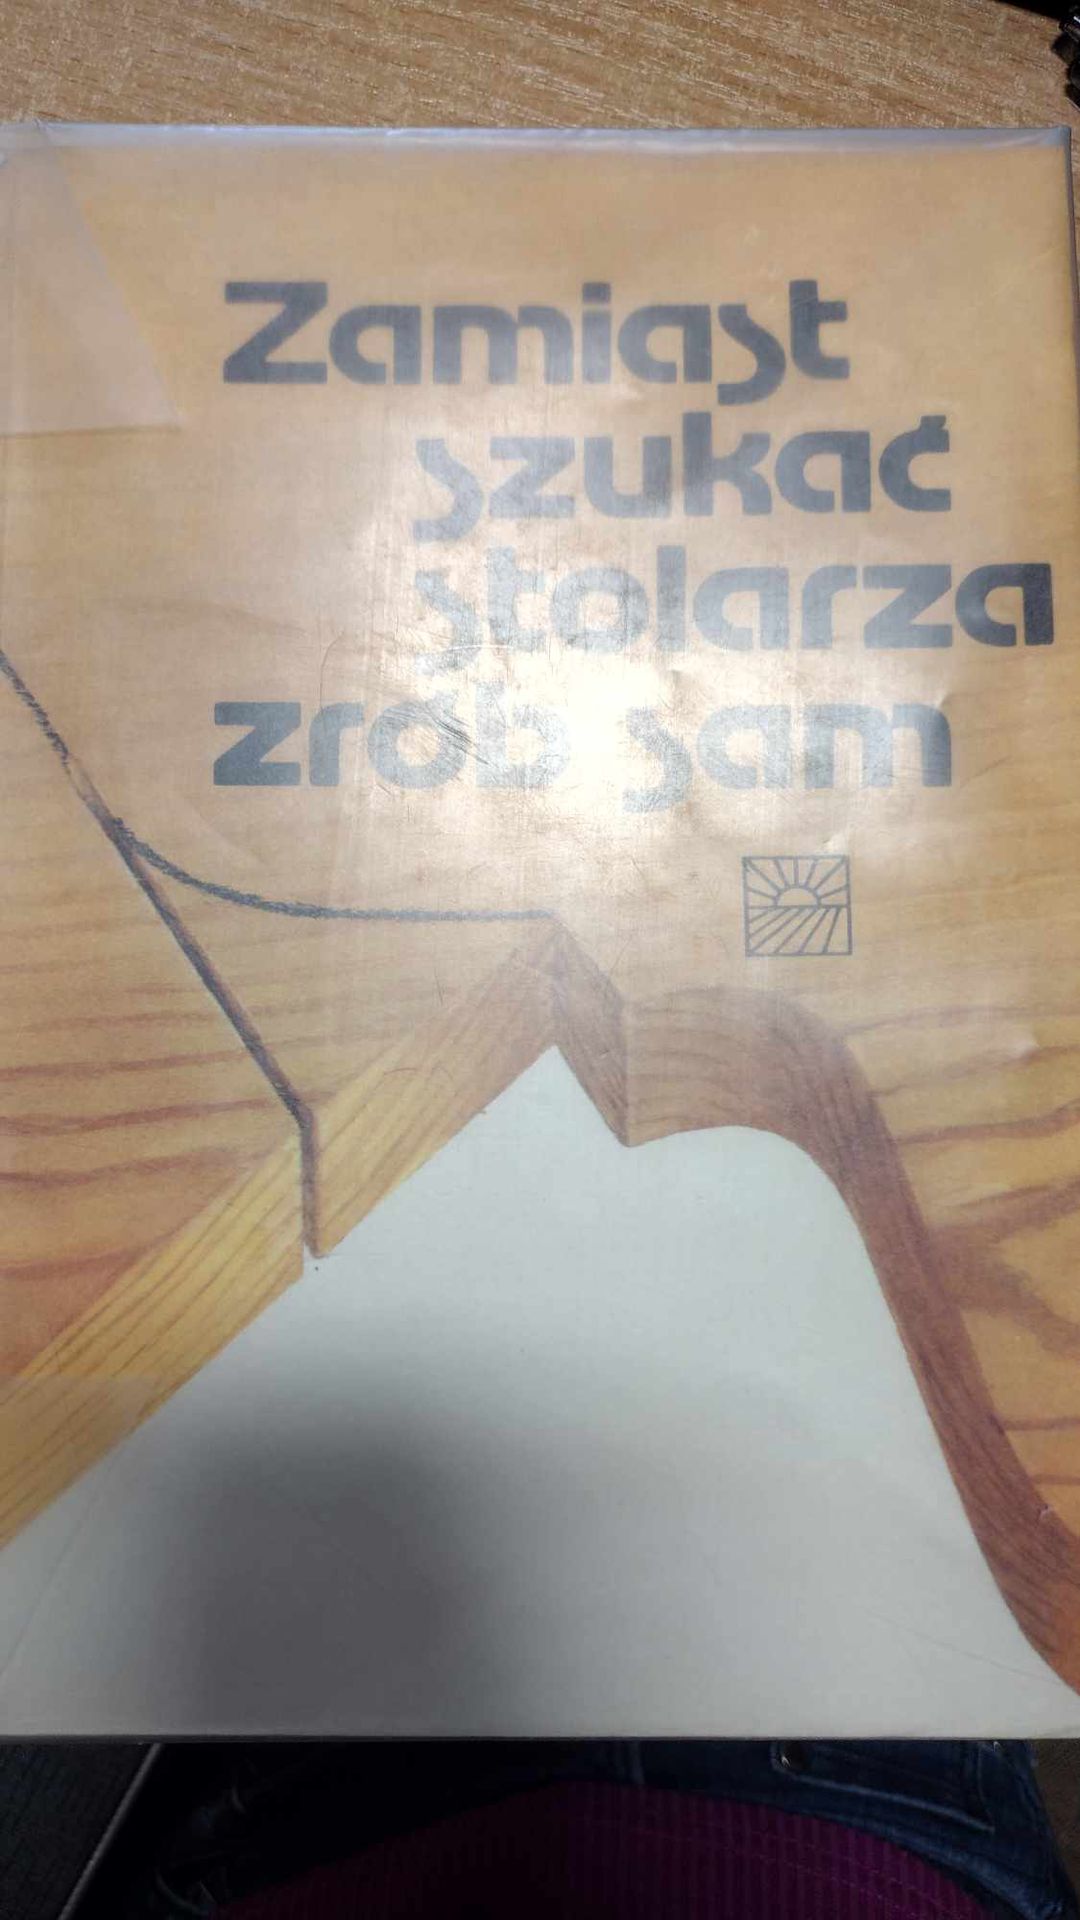 Zamiast
szukać
stolarza
zrób sam